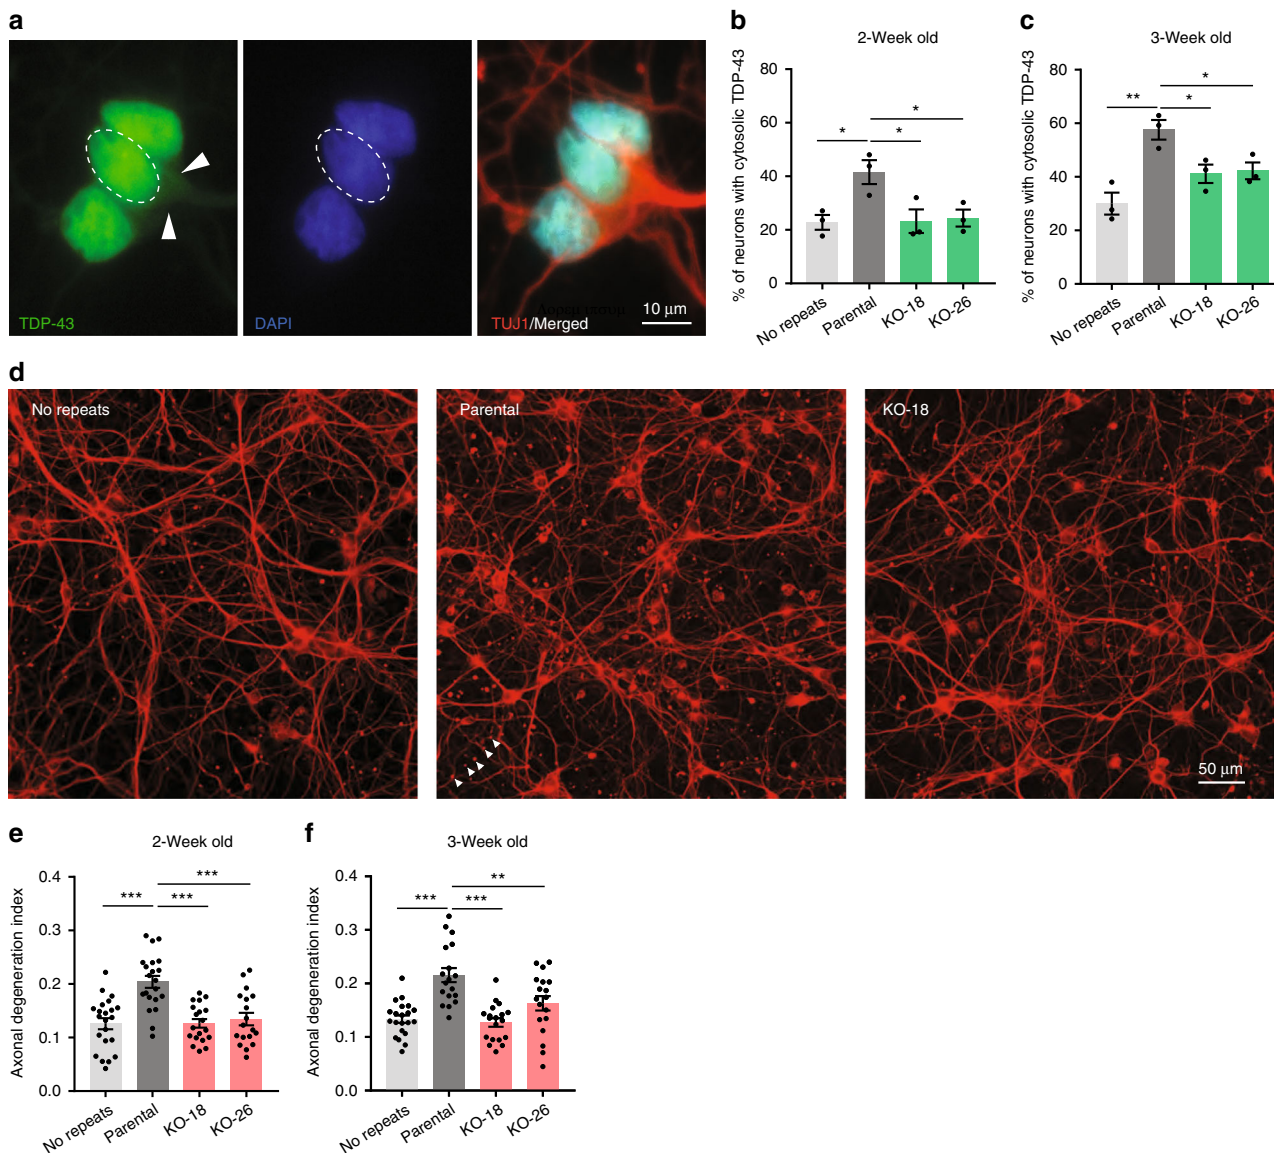 a
TDP-43
DAPI
TUJ1/Merged
10 μm
b
2-Week old
% of neurons with cytosolic TDP-43
80
60
40
20
0
*
*
*
No repeats
Parental
KO-18
KO-26
c
3-Week old
% of neurons with cytosolic TDP-43
80
60
40
20
0
**
*
*
No repeats
Parental
KO-18
KO-26
d
No repeats
Parental
KO-18
50 μm
e
2-Week old
Axonal degeneration index
0.4
0.3
0.2
0.1
0.0
***
***
***
No repeats
Parental
KO-18
KO-26
f
3-Week old
Axonal degeneration index
0.4
0.3
0.2
0.1
0.0
***
***
**
No repeats
Parental
KO-18
KO-26